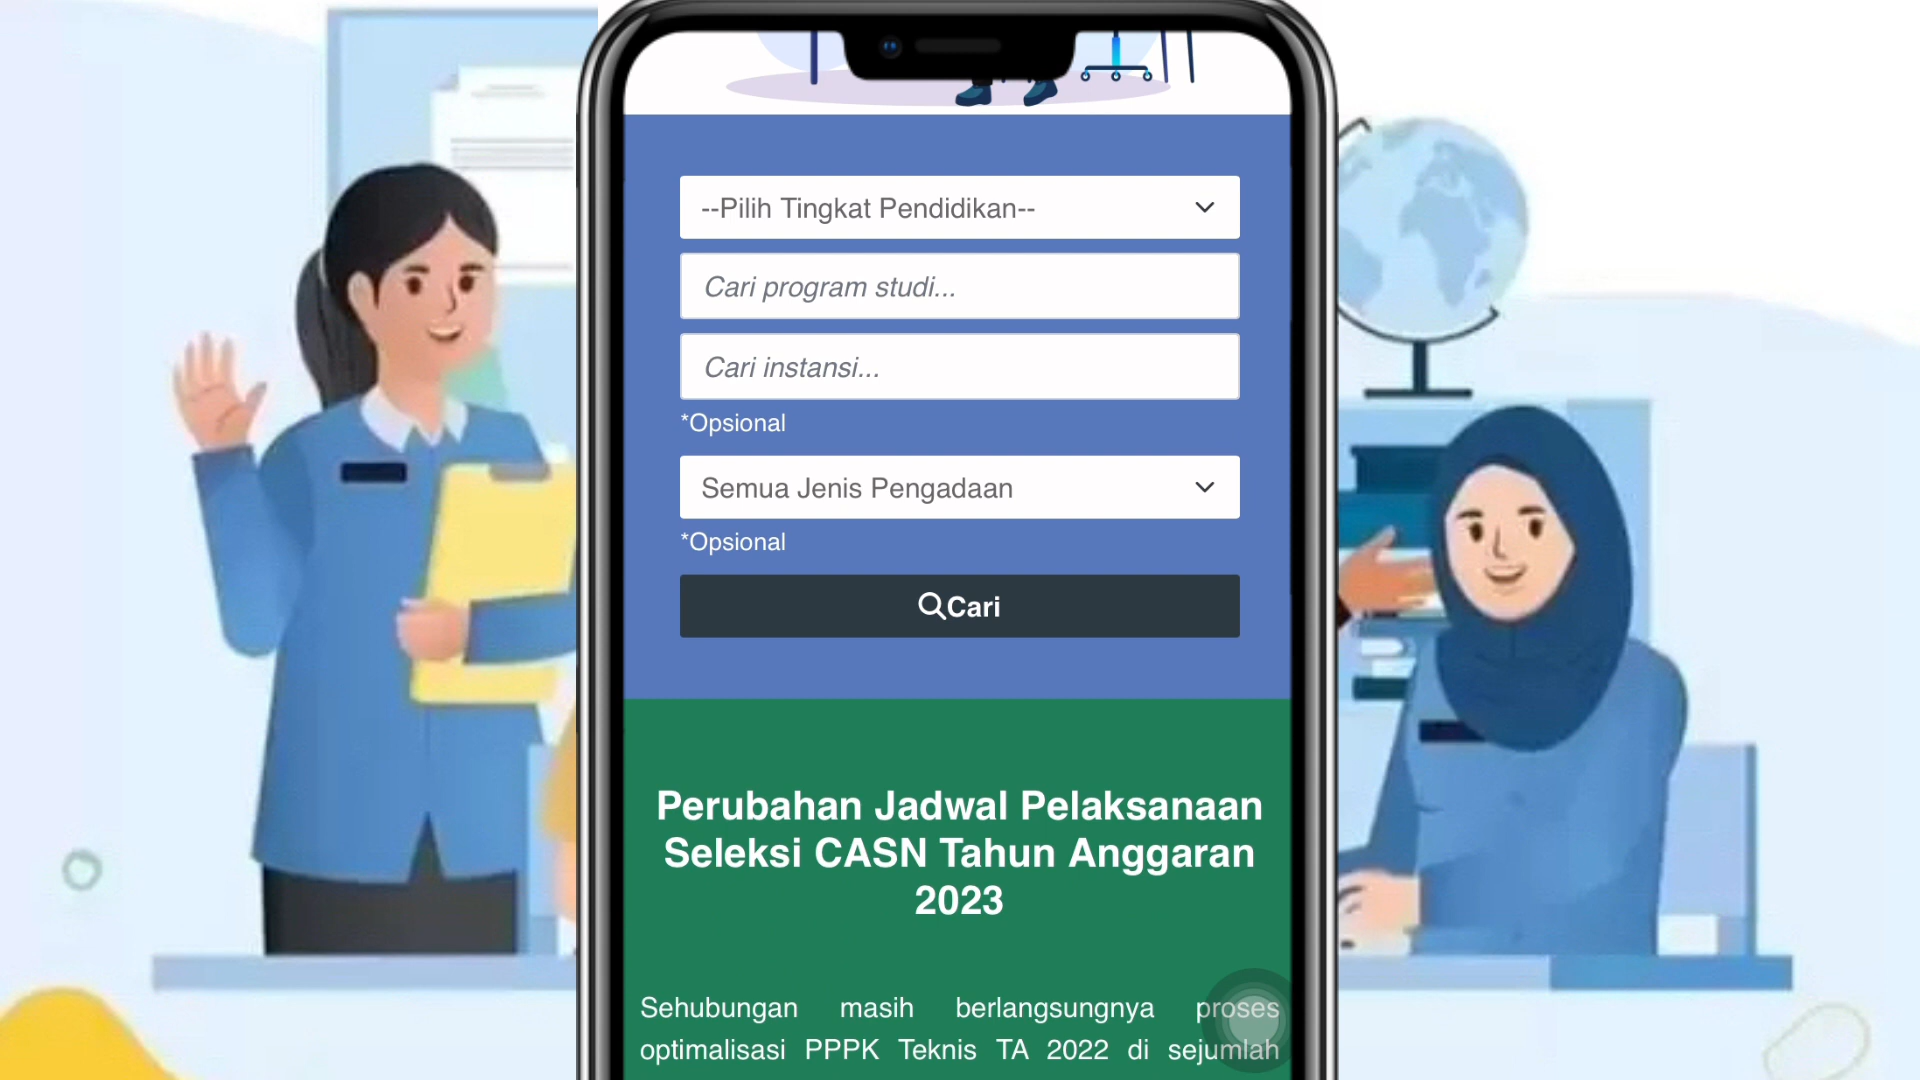 --Pilih Tingkat Pendidikan--
Cari program studi...
Cari instansi...
*Opsional
Semua Jenis Pengadaan
*Opsional
Cari
Perubahan Jadwal Pelaksanaan
Seleksi CASN Tahun Anggaran
2023
Sehubungan masih berlangsungnya proses
optimalisasi PPPK Teknis TA 2022 di sejumlah